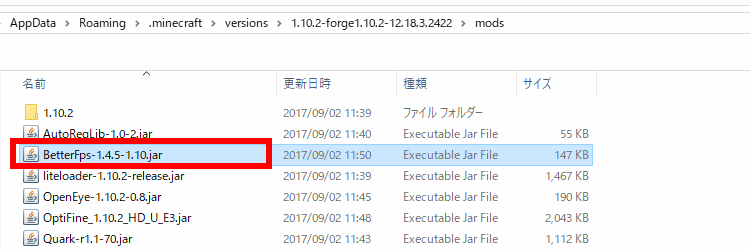 AppData › Roaming › .minecraft › versions › 1.10.2-forge1.10.2-12.18.3.2422 › mods
名前 更新日時 種類 サイズ
1.10.2 2017/09/02 11:39 ファイル フォルダー
AutoRegLib-1.0-2.jar 2017/09/02 11:40 Executable Jar File 55 KB
BetterFps-1.4.5-1.10.jar 2017/09/02 11:50 Executable Jar File 147 KB
liteloader-1.10.2-release.jar 2017/09/02 11:39 Executable Jar File 1,467 KB
OpenEye-1.10.2-0.8.jar 2017/09/02 11:45 Executable Jar File 190 KB
OptiFine_1.10.2_HD_U_E3.jar 2017/09/02 11:48 Executable Jar File 2,043 KB
Quark-r1.1-70.jar 2017/09/02 11:44 Executable Jar File 1,112 KB